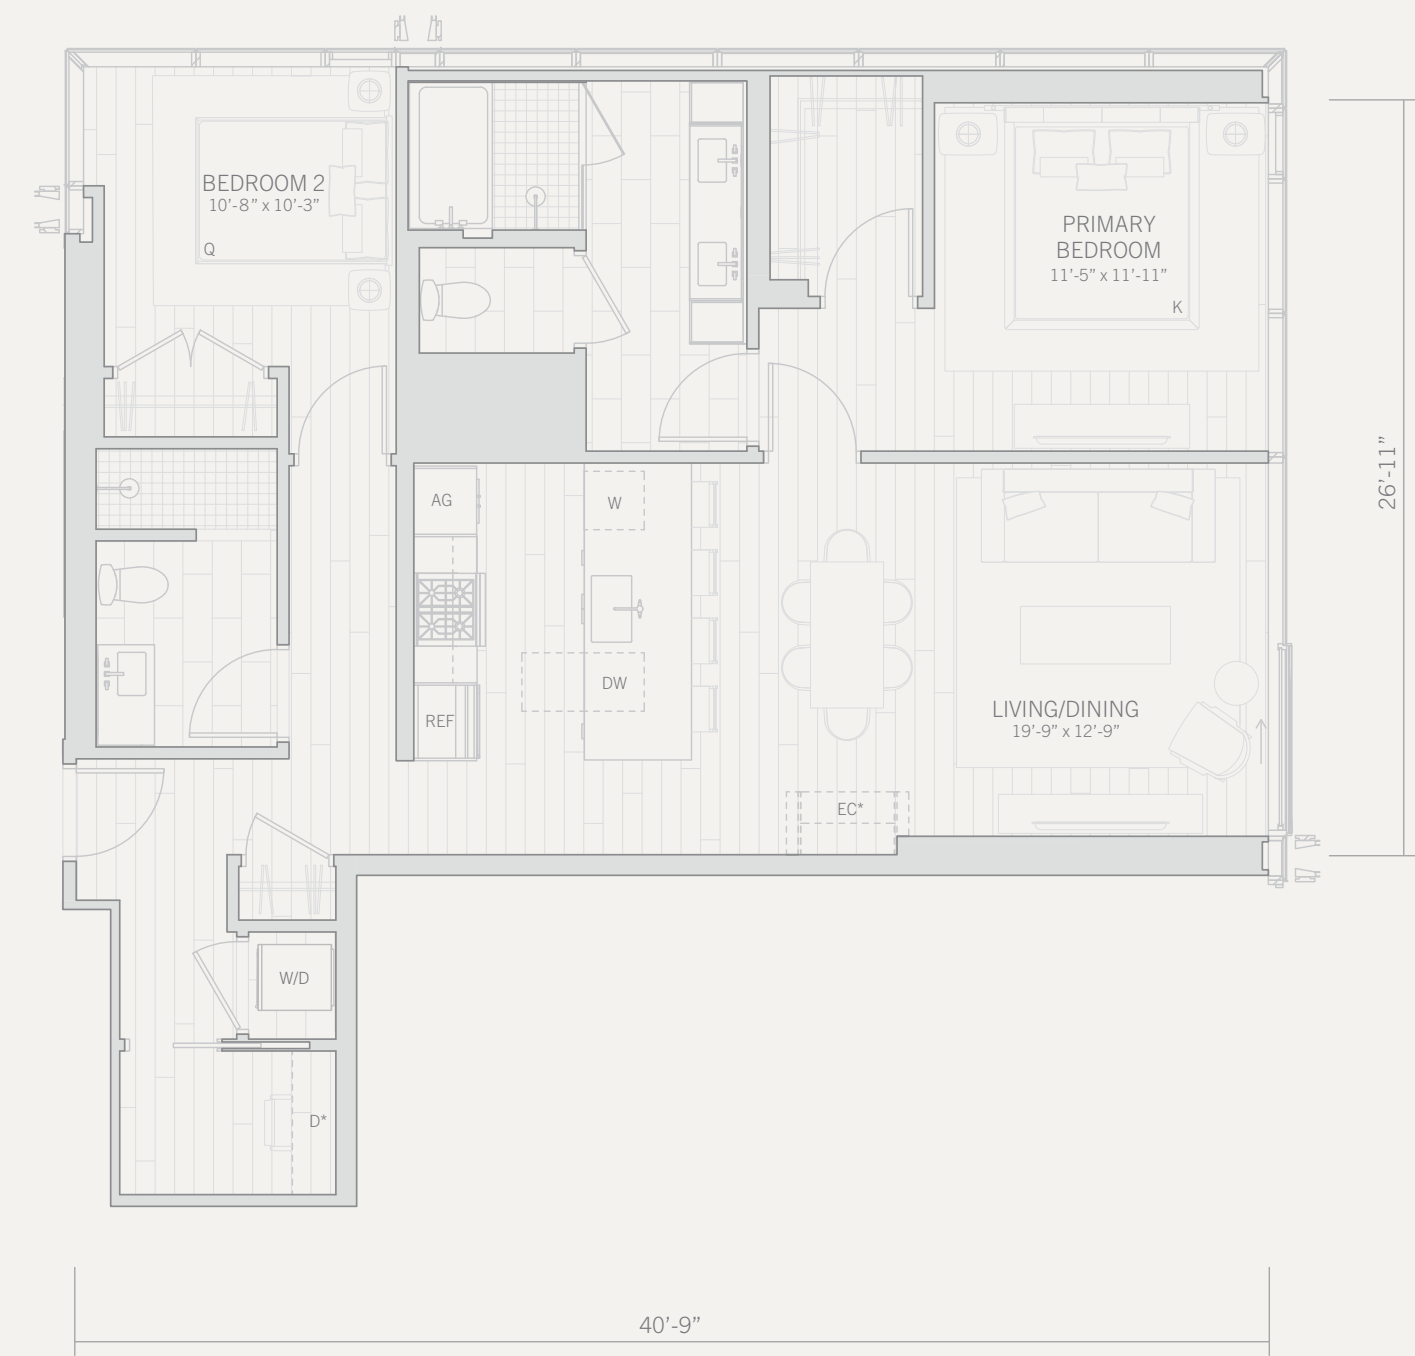 BEDROOM 2
10’-8” x 10’-3”
Q
PRIMARY
BEDROOM
11’-5” x 11’-11”
K
26’-11”
AG
W
DW
REF
LIVING/DINING
19’-9” x 12’-9”
EC*
W/D
D*
40’-9”